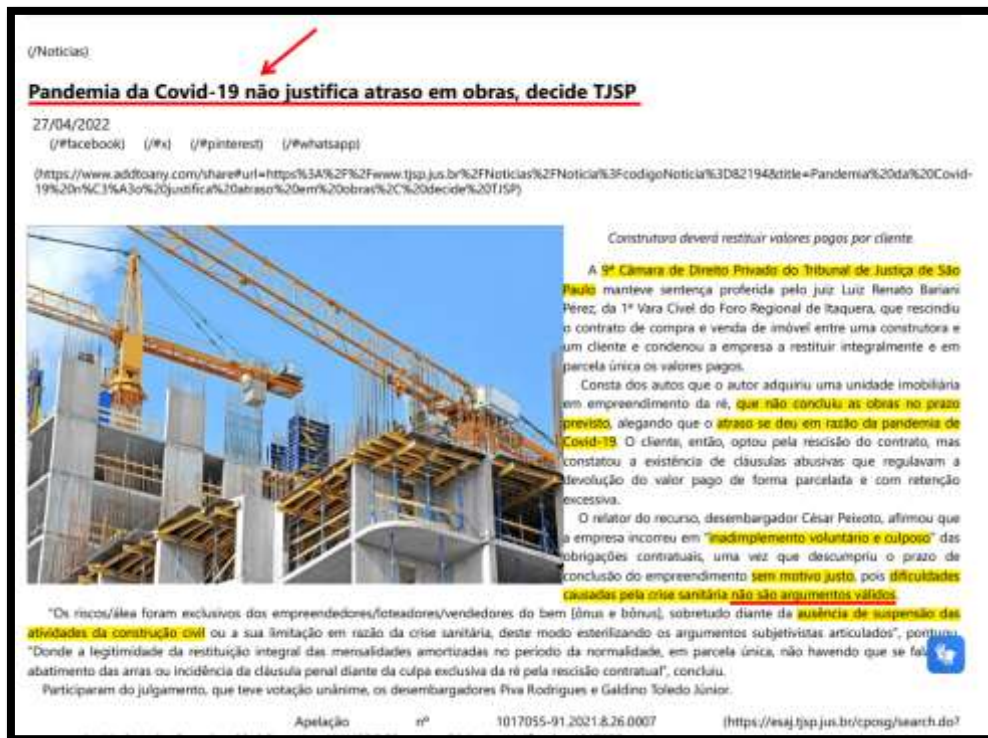 (/Noticias)
Pandemia da Covid-19 não justifica atraso em obras, decide TJSP
27/04/2022
(/#facebook) (/#x) (/#pinterest) (/#whatsapp)
(https://www.addtoany.com/share#url=https%3A%2F%2Fwww.tjsp.jus.br%2FNoticias%2FNoticia%3FcodigoNoticia%3D82194&title=Pandemia%20da%20Covid-
19%20n%C3%A3o%20justifica%20atraso%20em%20obras%2C%20decide%20TJSP)
Construtora deverá restituir valores pagos por cliente
A 9ª Câmara de Direito Privado do Tribunal de Justiça de São
Paulo manteve sentença proferida pelo juiz Luiz Renato Bariani
Pérez, da 1ª Vara Cível do Foro Regional de Itaquera, que rescindiu
o contrato de compra e venda de imóvel entre uma construtora e
um cliente e condenou a empresa a restituir integralmente e em
parcela única os valores pagos.
Consta dos autos que o autor adquiriu uma unidade imobiliária
em empreendimento da ré, que não concluiu as obras no prazo
previsto, alegando que o atraso se deu em razão da pandemia de
Covid-19. O cliente, então, optou pela rescisão do contrato, mas
constatou a existência de cláusulas abusivas que regulavam a
devolução do valor pago de forma parcelada e com retenção
excessiva.
O relator do recurso, desembargador César Peixoto, afirmou que
a empresa incorreu em "inadimplemento voluntário e culposo" das
obrigações contratuais, uma vez que descumpriu o prazo de
conclusão do empreendimento sem motivo justo, pois dificuldades
causadas pela crise sanitária não são argumentos válidos.
"Os riscos/álea foram exclusivos dos empreendedores/loteadores/vendedores do bem [ônus e bônus], sobretudo diante da ausência de suspensão das
atividades da construção civil ou a sua limitação em razão da crise sanitária, deste modo esterilizando os argumentos subjetivistas articulados", pontuou.
"Donde a legitimidade da restituição integral das mensalidades amortizadas no período da normalidade, em parcela única, não havendo que se
abatimento das arras ou incidência da cláusula penal diante da culpa exclusiva da ré pela rescisão contratual", concluiu.
Participaram do julgamento, que teve votação unânime, os desembargadores Piva Rodrigues e Galdino Toledo Júnior.
Apelação nº 1017055-91.2021.8.26.0007 (https://esaj.tjsp.jus.br/cposg/search.do?